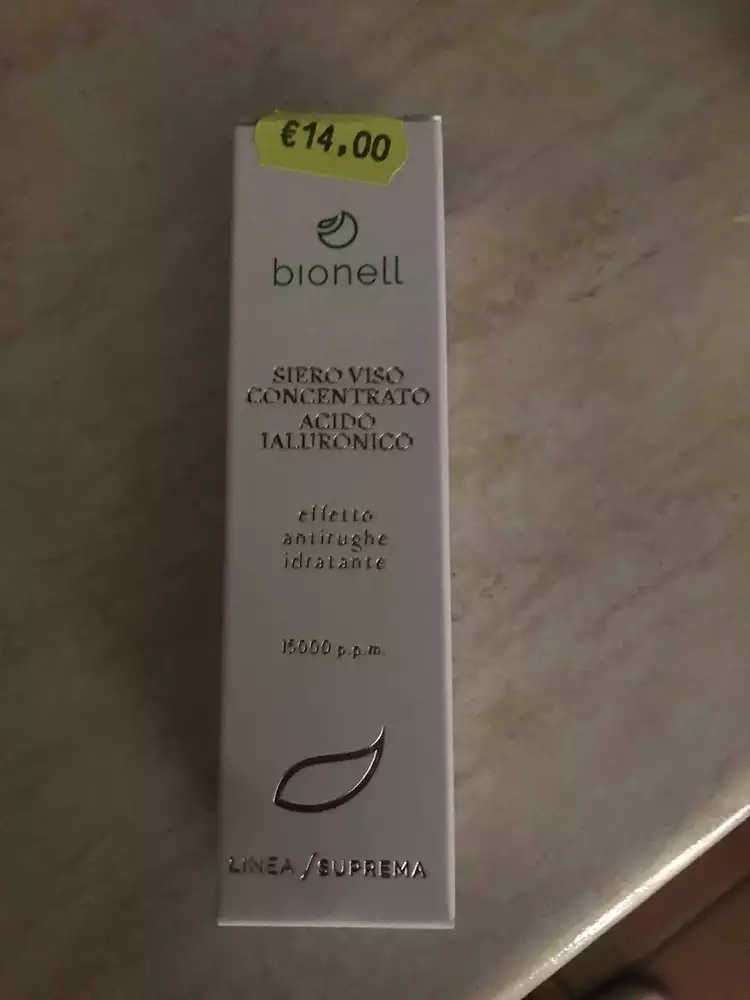 €14,00
bionell
SIERO VISO
CONCENTRATO
ACIDO
IALURONICO
effetto
antirughe
idratante
15000 p.p.m.
LINEA / SUPREMA